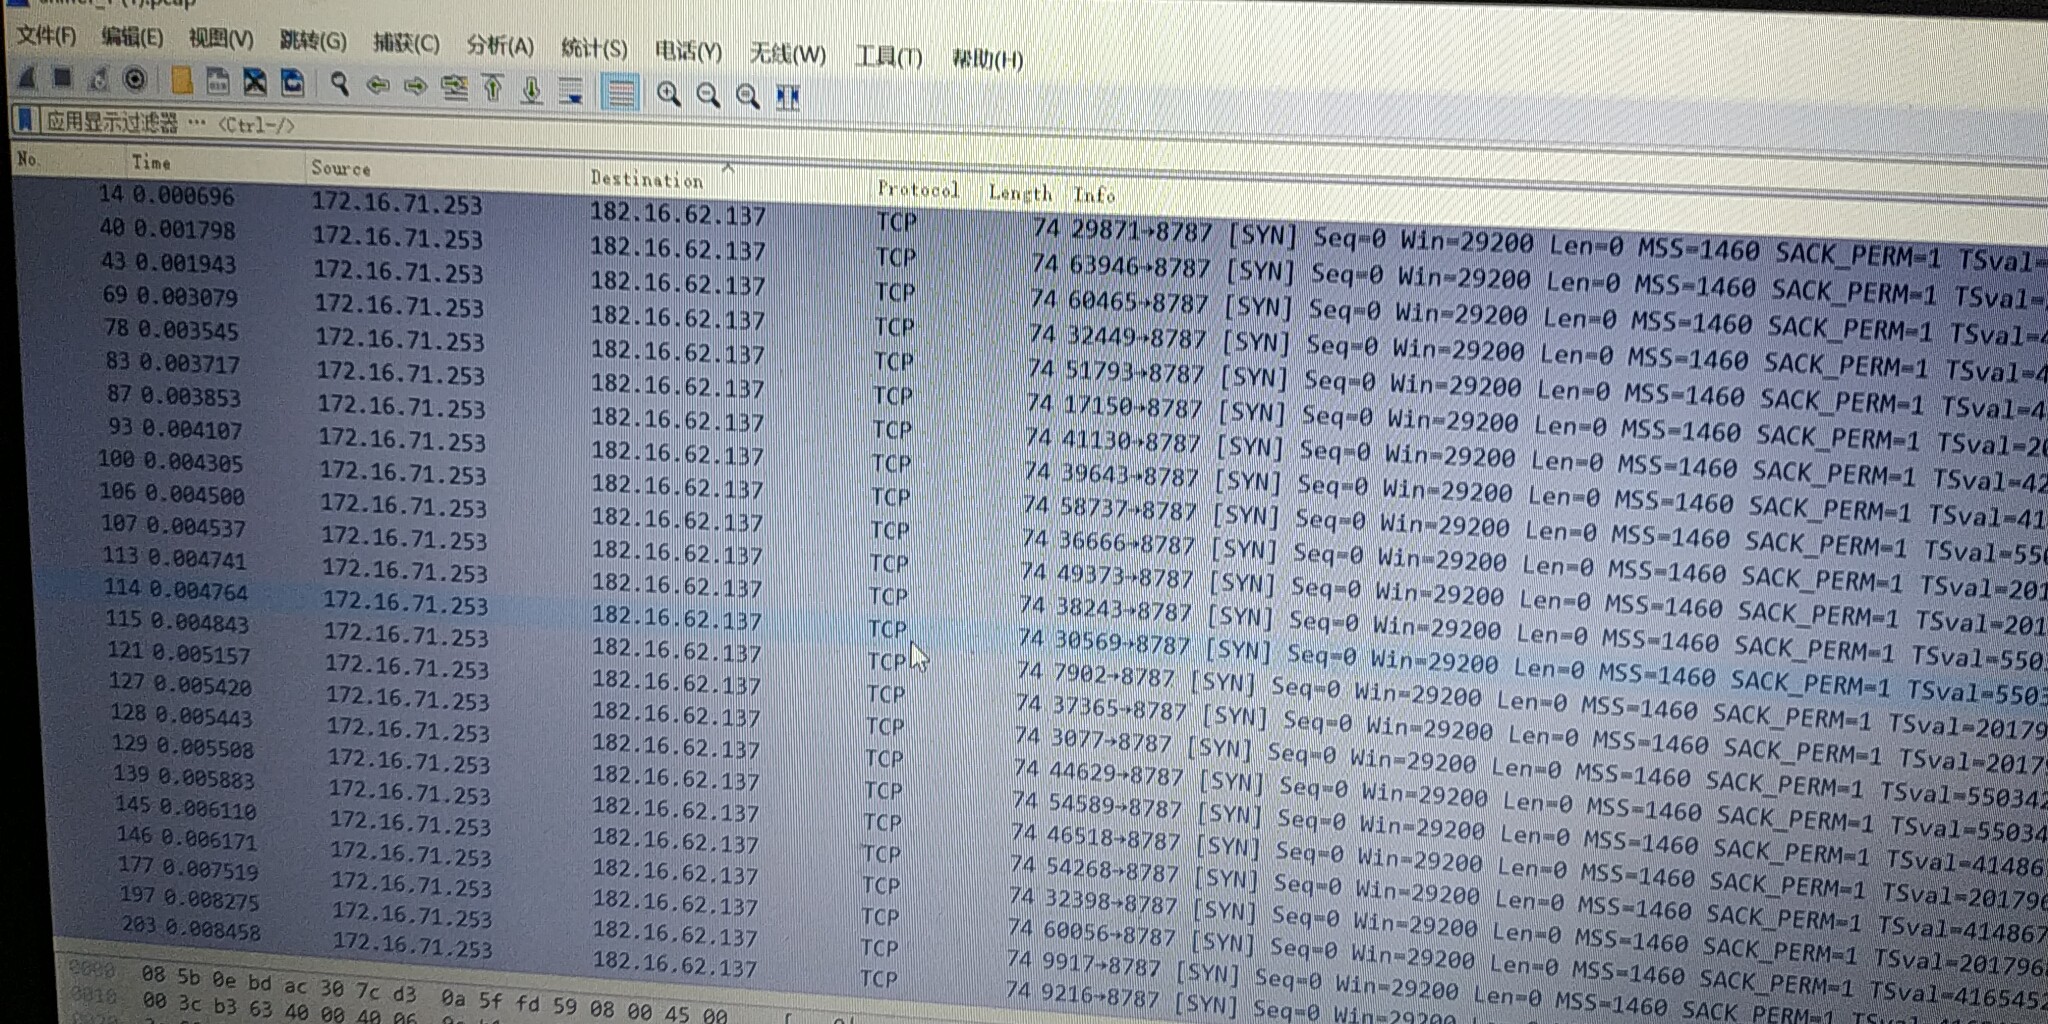 文件(F) 编辑(E) 视图(V) 跳转(G) 捕获(C) 分析(A) 统计(S) 电话(Y) 无线(W) 工具(T) 帮助(H)
应用显示过滤器 … <Ctrl-/>
No. Time Source Destination Protocol Length Info
14 0.000696 172.16.71.253 182.16.62.137 TCP 74 29871→8787 [SYN] Seq=0 Win=29200 Len=0 MSS=1460 SACK_PERM=1 TSval=
40 0.001798 172.16.71.253 182.16.62.137 TCP 74 63946→8787 [SYN] Seq=0 Win=29200 Len=0 MSS=1460 SACK_PERM=1 TSval=
43 0.001943 172.16.71.253 182.16.62.137 TCP 74 60465→8787 [SYN] Seq=0 Win=29200 Len=0 MSS=1460 SACK_PERM=1 TSval=4
69 0.003079 172.16.71.253 182.16.62.137 TCP 74 32449→8787 [SYN] Seq=0 Win=29200 Len=0 MSS=1460 SACK_PERM=1 TSval=4
78 0.003545 172.16.71.253 182.16.62.137 TCP 74 51793→8787 [SYN] Seq=0 Win=29200 Len=0 MSS=1460 SACK_PERM=1 TSval=4
83 0.003717 172.16.71.253 182.16.62.137 TCP 74 17150→8787 [SYN] Seq=0 Win=29200 Len=0 MSS=1460 SACK_PERM=1 TSval=20
87 0.003853 172.16.71.253 182.16.62.137 TCP 74 41130→8787 [SYN] Seq=0 Win=29200 Len=0 MSS=1460 SACK_PERM=1 TSval=42
93 0.004107 172.16.71.253 182.16.62.137 TCP 74 39643→8787 [SYN] Seq=0 Win=29200 Len=0 MSS=1460 SACK_PERM=1 TSval=41
100 0.004305 172.16.71.253 182.16.62.137 TCP 74 58737→8787 [SYN] Seq=0 Win=29200 Len=0 MSS=1460 SACK_PERM=1 TSval=550
106 0.004500 172.16.71.253 182.16.62.137 TCP 74 36666→8787 [SYN] Seq=0 Win=29200 Len=0 MSS=1460 SACK_PERM=1 TSval=201
107 0.004537 172.16.71.253 182.16.62.137 TCP 74 49373→8787 [SYN] Seq=0 Win=29200 Len=0 MSS=1460 SACK_PERM=1 TSval=201
113 0.004741 172.16.71.253 182.16.62.137 TCP 74 38243→8787 [SYN] Seq=0 Win=29200 Len=0 MSS=1460 SACK_PERM=1 TSval=550
114 0.004764 172.16.71.253 182.16.62.137 TCP 74 30569→8787 [SYN] Seq=0 Win=29200 Len=0 MSS=1460 SACK_PERM=1 TSval=5503
115 0.004843 172.16.71.253 182.16.62.137 TCP 74 7902→8787 [SYN] Seq=0 Win=29200 Len=0 MSS=1460 SACK_PERM=1 TSval=20179
121 0.005157 172.16.71.253 182.16.62.137 TCP 74 37365→8787 [SYN] Seq=0 Win=29200 Len=0 MSS=1460 SACK_PERM=1 TSval=2017
127 0.005420 172.16.71.253 182.16.62.137 TCP 74 3077→8787 [SYN] Seq=0 Win=29200 Len=0 MSS=1460 SACK_PERM=1 TSval=550342
128 0.005443 172.16.71.253 182.16.62.137 TCP 74 44629→8787 [SYN] Seq=0 Win=29200 Len=0 MSS=1460 SACK_PERM=1 TSval=55034
129 0.005508 172.16.71.253 182.16.62.137 TCP 74 54589→8787 [SYN] Seq=0 Win=29200 Len=0 MSS=1460 SACK_PERM=1 TSval=41486
139 0.005883 172.16.71.253 182.16.62.137 TCP 74 46518→8787 [SYN] Seq=0 Win=29200 Len=0 MSS=1460 SACK_PERM=1 TSval=201796
145 0.006110 172.16.71.253 182.16.62.137 TCP 74 54268→8787 [SYN] Seq=0 Win=29200 Len=0 MSS=1460 SACK_PERM=1 TSval=414867
146 0.006171 172.16.71.253 182.16.62.137 TCP 74 32398→8787 [SYN] Seq=0 Win=29200 Len=0 MSS=1460 SACK_PERM=1 TSval=201796
177 0.007519 172.16.71.253 182.16.62.137 TCP 74 60056→8787 [SYN] Seq=0 Win=29200 Len=0 MSS=1460 SACK_PERM=1 TSval=416545
197 0.008275 172.16.71.253 182.16.62.137 TCP 74 9917→8787 [SYN] Seq=0 Win=29200 Len=0 MSS=1460 SACK_PERM=1
203 0.008458 172.16.71.253 182.16.62.137 TCP 74 9216→8787 [SYN] Seq=0 Win=29200
0000 08 5b 0e bd ac 30 7c d3 0a 5f fd 59 08 00 45 00
0010 00 3c b3 63 40 00 40 06